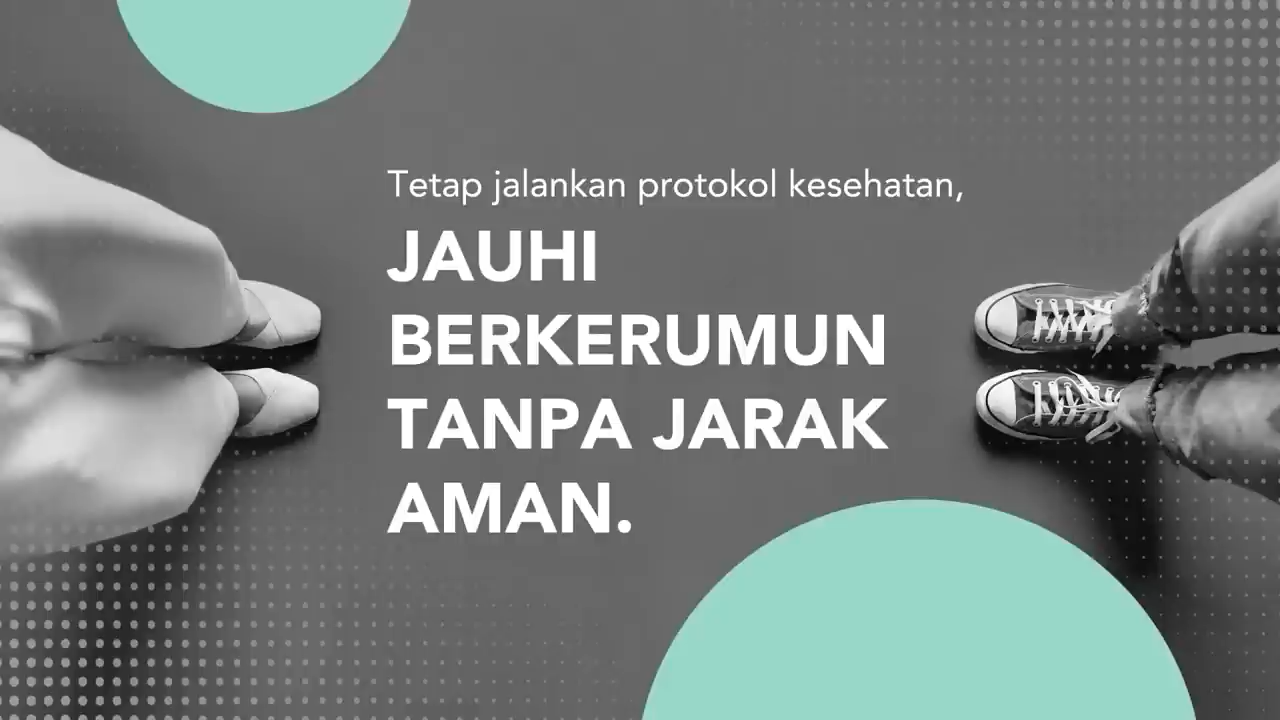 Tetap jalankan protokol kesehatan,
JAUHI
BERKERUMUN
TANPA JARAK
AMAN.